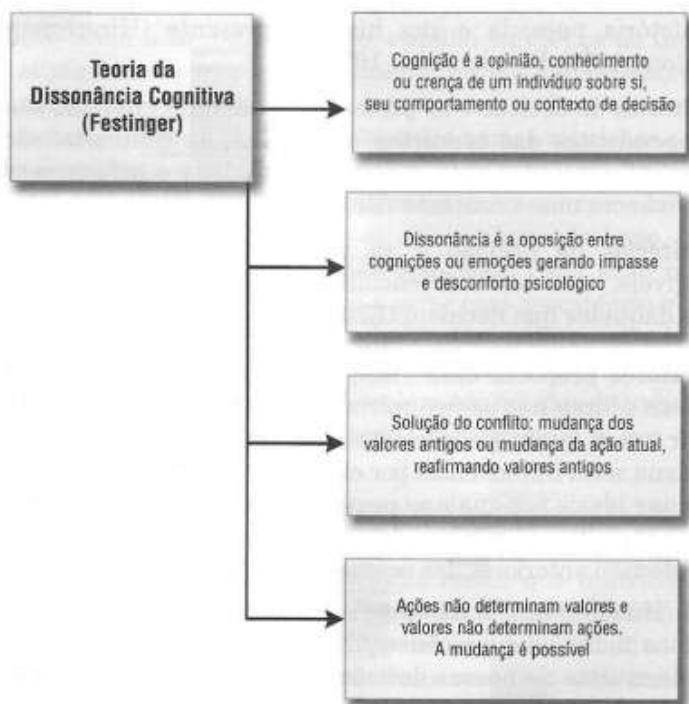 Teoria da
Dissonância Cognitiva
(Festinger)
Cognição é a opinião, conhecimento
ou crença de um indivíduo sobre si,
seu comportamento ou contexto de decisão
Dissonância é a oposição entre
cognições ou emoções gerando impasse
e desconforto psicológico
Solução do conflito: mudança dos
valores antigos ou mudança da ação atual,
reafirmando valores antigos
Ações não determinam valores e
valores não determinam ações.
A mudança é possível